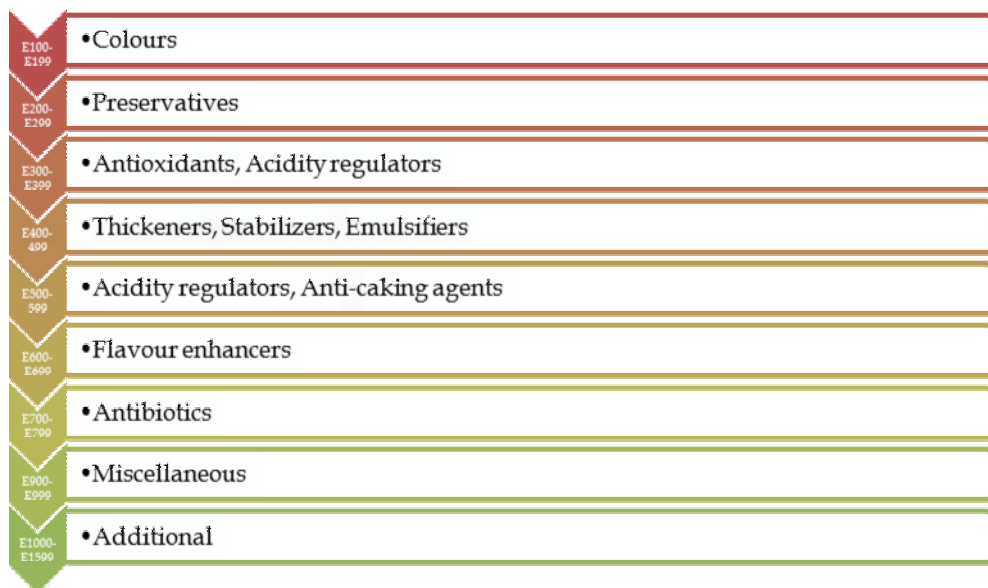 E100-
E199
•Colours
E200-
E299
•Preservatives
E300-
E399
•Antioxidants, Acidity regulators
E400-
499
•Thickeners, Stabilizers, Emulsifiers
E500-
599
•Acidity regulators, Anti-caking agents
E600-
E699
•Flavour enhancers
E700-
E799
•Antibiotics
E900-
E999
•Miscellaneous
E1000-
E1599
•Additional